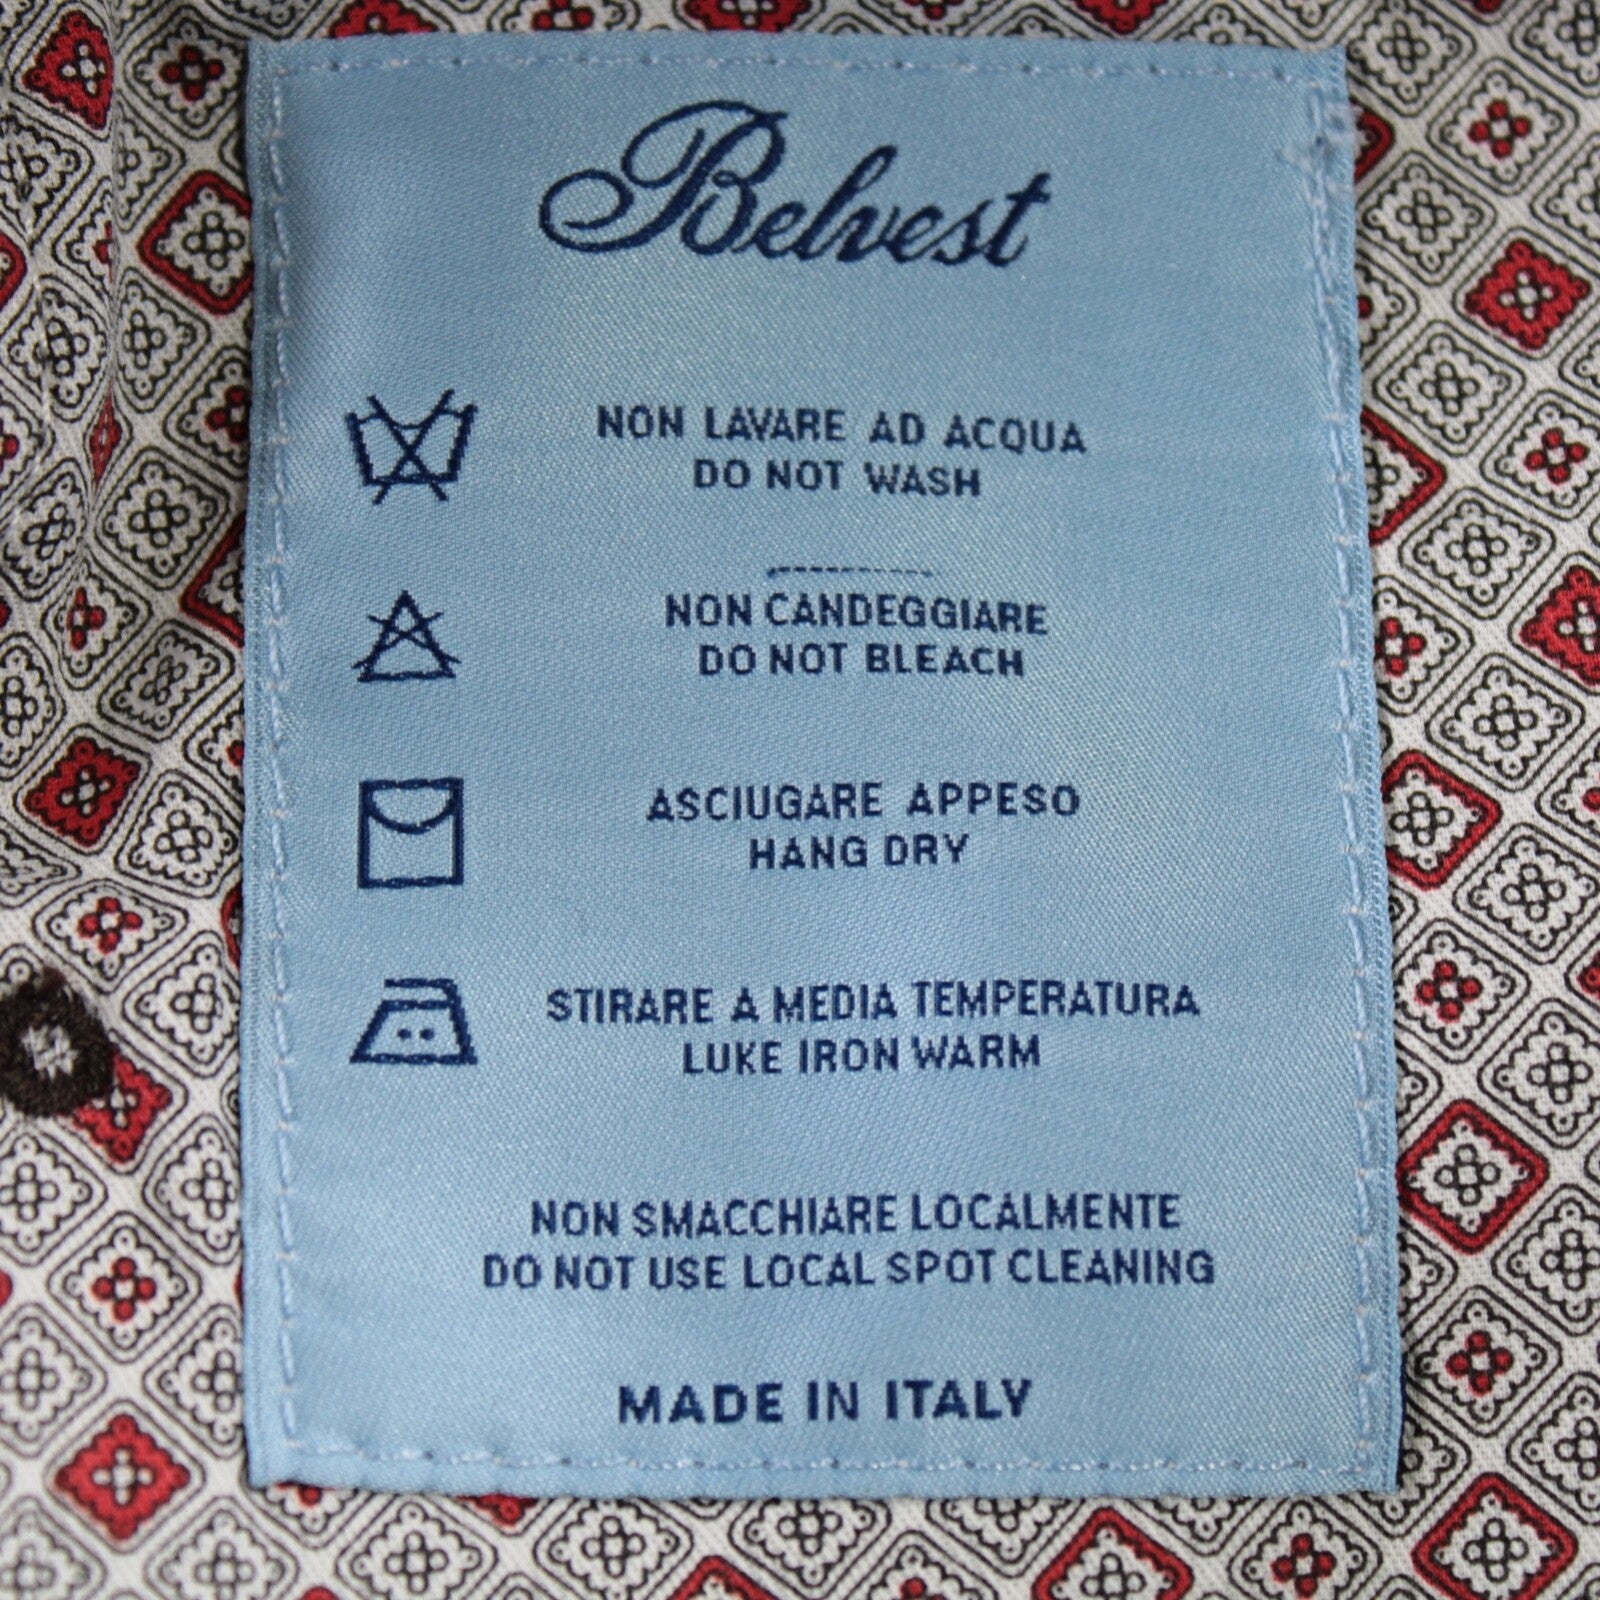 Belvest
NON LAVARE AD ACQUA
DO NOT WASH
NON CANDEGGIARE
DO NOT BLEACH
ASCIUGARE APPESO
HANG DRY
STIRARE A MEDIA TEMPERATURA
LUKE IRON WARM
NON SMACCHIARE LOCALMENTE
DO NOT USE LOCAL SPOT CLEANING
MADE IN ITALY